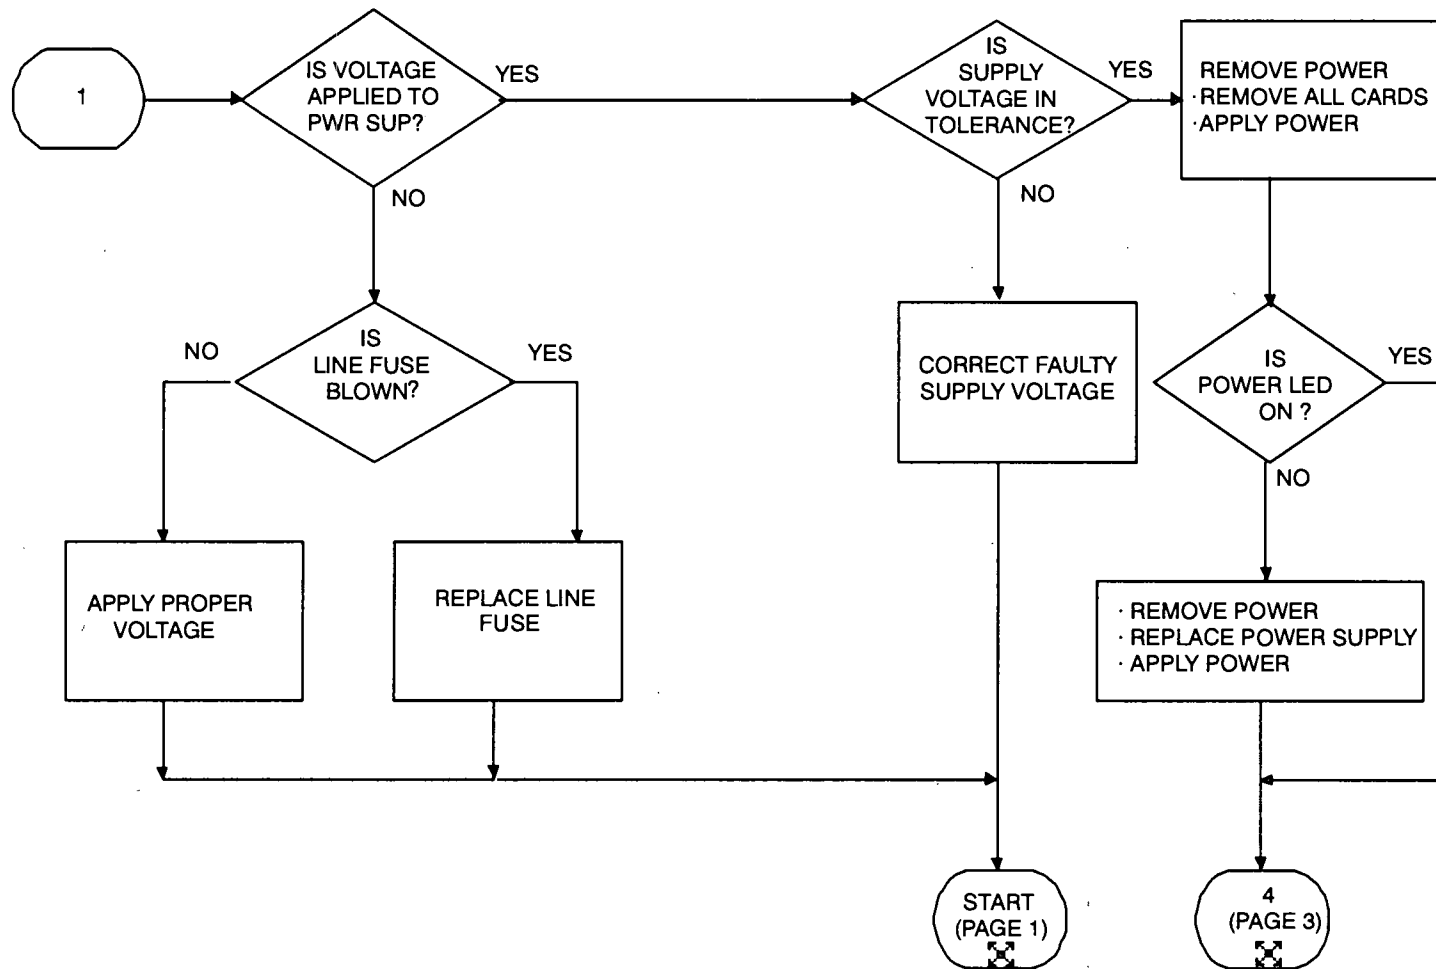 1
IS VOLTAGE
APPLIED TO
PWR SUP?
YES
NO
IS
SUPPLY
VOLTAGE IN
TOLERANCE?
YES
NO
REMOVE POWER
·REMOVE ALL CARDS
·APPLY POWER
IS
LINE FUSE
BLOWN?
NO
YES
CORRECT FAULTY
SUPPLY VOLTAGE
IS
POWER LED
ON ?
YES
NO
APPLY PROPER
VOLTAGE
REPLACE LINE
FUSE
· REMOVE POWER
· REPLACE POWER SUPPLY
· APPLY POWER
START
(PAGE 1)
4
(PAGE 3)